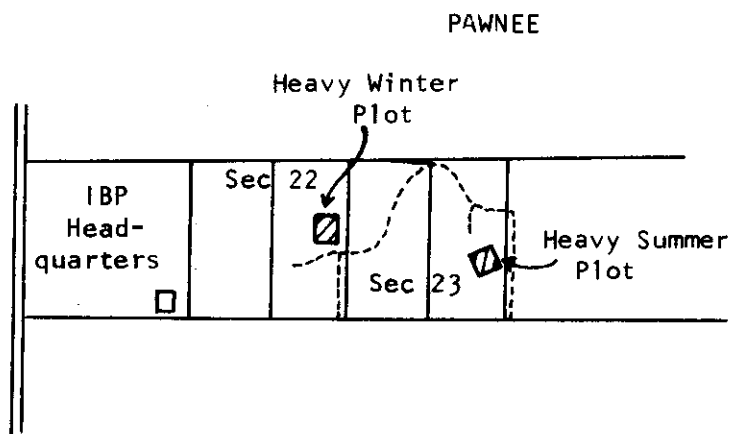 PAWNEE
Heavy Winter
Plot
Sec 22
IBP
Head-
quarters
Heavy Summer
Plot
Sec 23